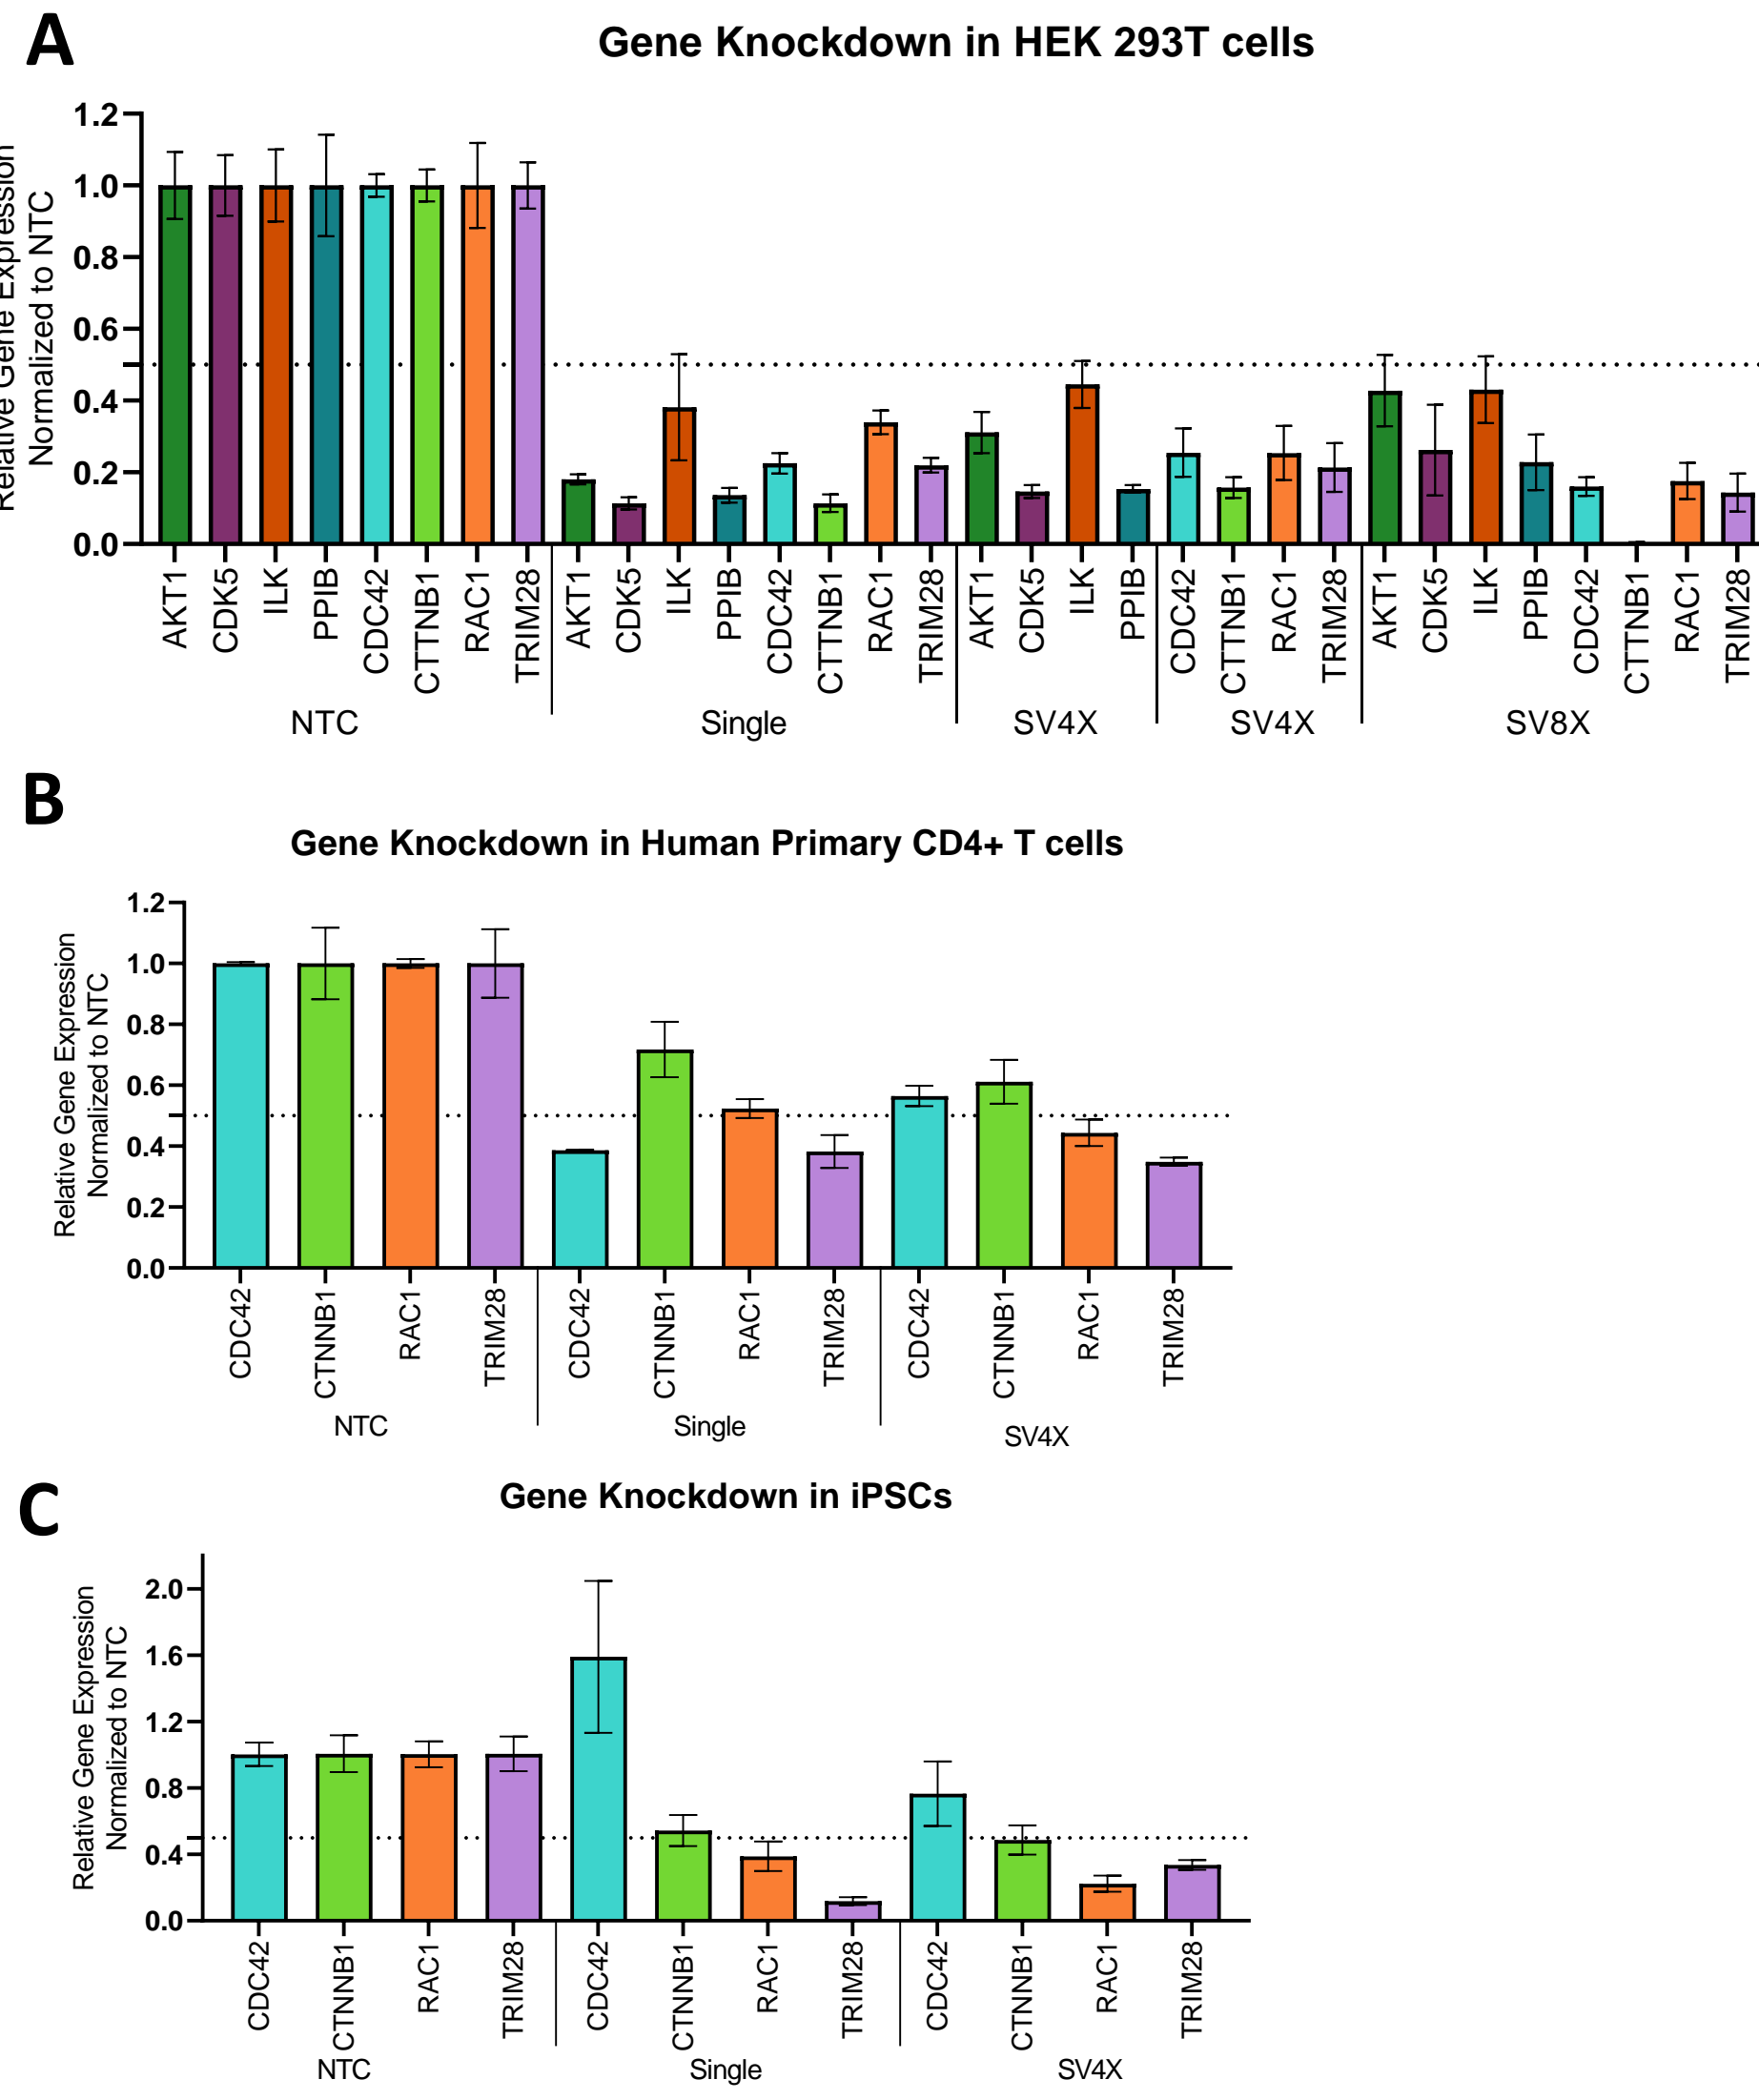 A
Gene Knockdown in HEK 293T cells
Relative Gene Expression
Normalized to NTC
1.2
1.0
0.8
0.6
0.4
0.2
0.0
AKT1 CDK5 ILK PPIB CDC42 CTTNB1 RAC1 TRIM28 AKT1 CDK5 ILK PPIB CDC42 CTTNB1 RAC1 TRIM28 AKT1 CDK5 ILK PPIB CDC42 CTTNB1 RAC1 TRIM28 AKT1 CDK5 ILK PPIB CDC42 CTTNB1 RAC1 TRIM28
NTC Single SV4X SV4X SV8X
B
Gene Knockdown in Human Primary CD4+ T cells
Relative Gene Expression
Normalized to NTC
1.2
1.0
0.8
0.6
0.4
0.2
0.0
CDC42 CTNNB1 RAC1 TRIM28 CDC42 CTNNB1 RAC1 TRIM28 CDC42 CTNNB1 RAC1 TRIM28
NTC Single SV4X
C
Gene Knockdown in iPSCs
Relative Gene Expression
Normalized to NTC
2.0
1.6
1.2
0.8
0.4
0.0
CDC42 CTNNB1 RAC1 TRIM28 CDC42 CTNNB1 RAC1 TRIM28 CDC42 CTNNB1 RAC1 TRIM28
NTC Single SV4X